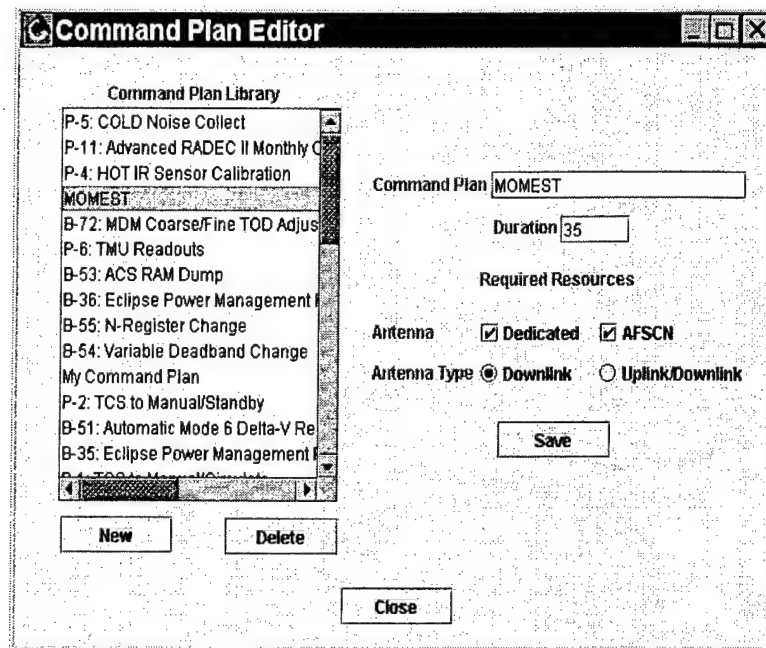 Command Plan Editor
Command Plan Library
P-5: COLD Noise Collect
P-11: Advanced RADEC II Monthly C
P-4: HOT IR Sensor Calibration
MOMEST
B-72: MDM Coarse/Fine TOD Adjus
P-6: TMU Readouts
B-53: ACS RAM Dump
B-36: Eclipse Power Management
B-55: N-Register Change
B-54: Variable Deadband Change
My Command Plan
P-2: TCS to Manual/Standby
B-51: Automatic Mode 6 Delta-V Re
B-35: Eclipse Power Management
New
Delete
Command Plan MOMEST
Duration 35
Required Resources
Antenna Dedicated AFSCN
Antenna Type Downlink Uplink/Downlink
Save
Close